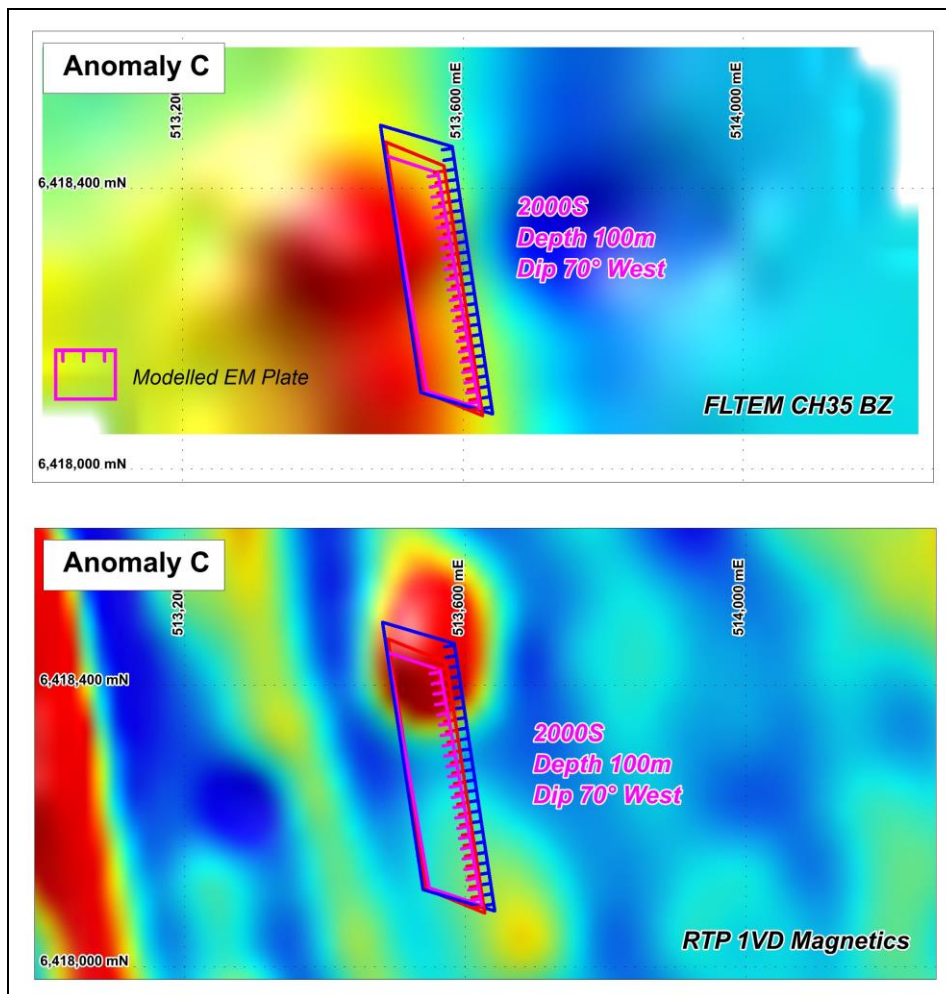 Anomaly C
513,200
513,600 mE
514,000 mE
6,418,400 mN
2000S
Depth 100m
Dip 70° West
Modelled EM Plate
FLTEM CH35 BZ
6,418,000 mN
Anomaly C
513,200
513,600 mE
514,000 mE
6,418,400 mN
2000S
Depth 100m
Dip 70° West
RTP 1VD Magnetics
6,418,000 mN